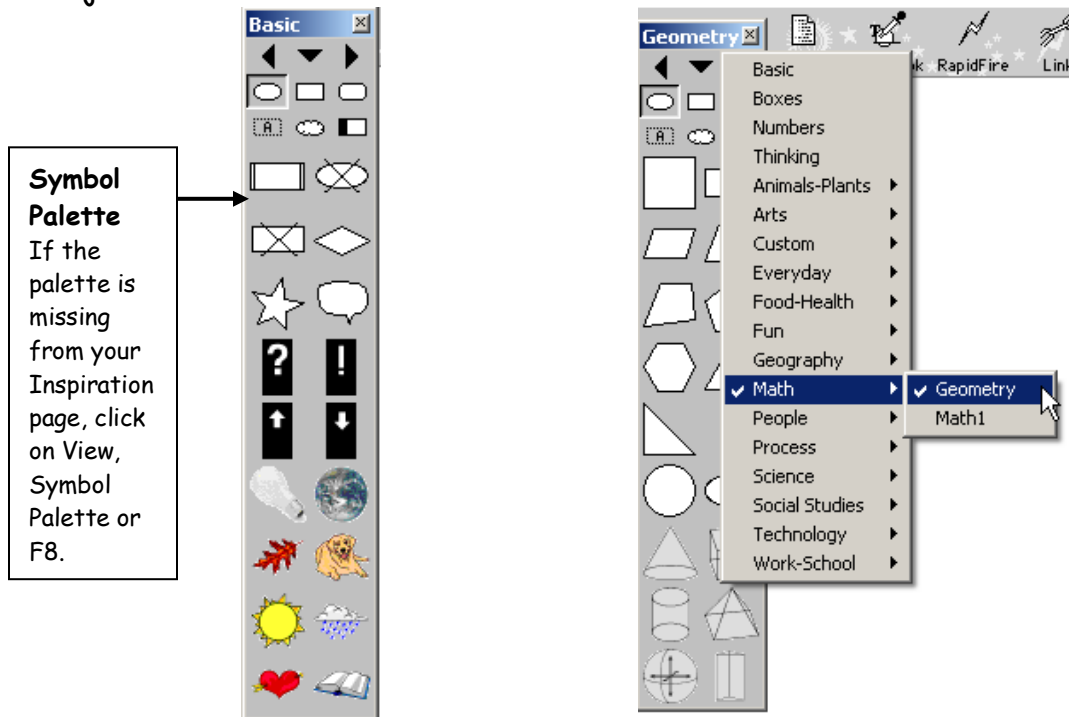 Basic
A
?
!
Symbol
Palette
If the
palette is
missing
from your
Inspiration
page, click
on View,
Symbol
Palette or
F8.
Geometry
RapidFire
Link
A
Basic
Boxes
Numbers
Thinking
Animals-Plants
Arts
Custom
Everyday
Food-Health
Fun
Geography
Math
People
Process
Science
Social Studies
Technology
Work-School
Geometry
Math1